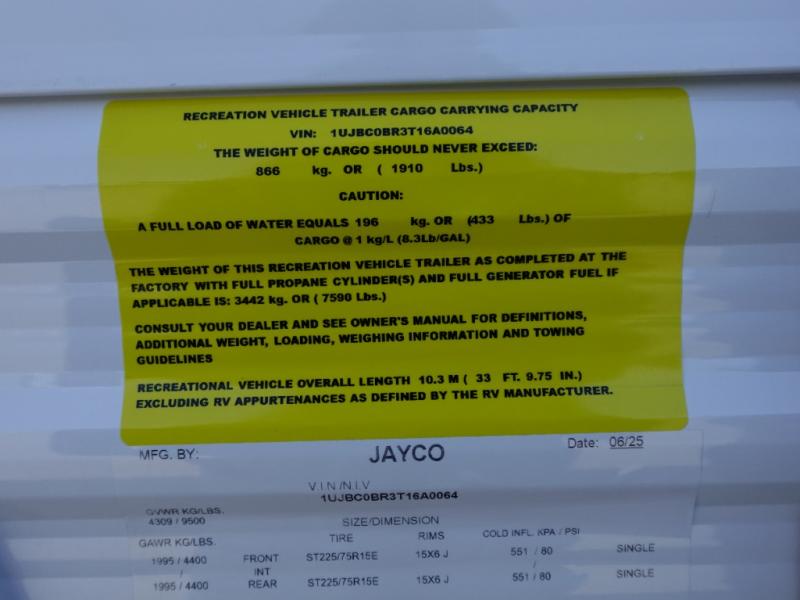 RECREATION VEHICLE TRAILER CARGO CARRYING CAPACITY
VIN: 1UJBC0BR3T16A0064
THE WEIGHT OF CARGO SHOULD NEVER EXCEED:
866 kg. OR ( 1910 Lbs.)
CAUTION:
A FULL LOAD OF WATER EQUALS 196 kg. OR (433 Lbs.) OF
CARGO @ 1 kg/L (8.3Lb/GAL)
THE WEIGHT OF THIS RECREATION VEHICLE TRAILER AS COMPLETED AT THE
FACTORY WITH FULL PROPANE CYLINDER(S) AND FULL GENERATOR FUEL IF
APPLICABLE IS: 3442 kg. OR ( 7590 Lbs.)
CONSULT YOUR DEALER AND SEE OWNER'S MANUAL FOR DEFINITIONS,
ADDITIONAL WEIGHT, LOADING, WEIGHING INFORMATION AND TOWING
GUIDELINES
RECREATIONAL VEHICLE OVERALL LENGTH 10.3 M ( 33 FT. 9.75 IN.)
EXCLUDING RV APPURTENANCES AS DEFINED BY THE RV MANUFACTURER.
MFG. BY: JAYCO Date: 06/25
V.I.N/N.I.V
1UJBC0BR3T16A0064
GVWR KG/LBS.
4309 / 9500
SIZE/DIMENSION
GAWR KG/LBS. TIRE RIMS COLD INFL. KPA / PSI
1995 / 4400 FRONT ST225/75R15E 15X6 J 551 / 80 SINGLE
/ INT /
1995 / 4400 REAR ST225/75R15E 15X6 J 551 / 80 SINGLE